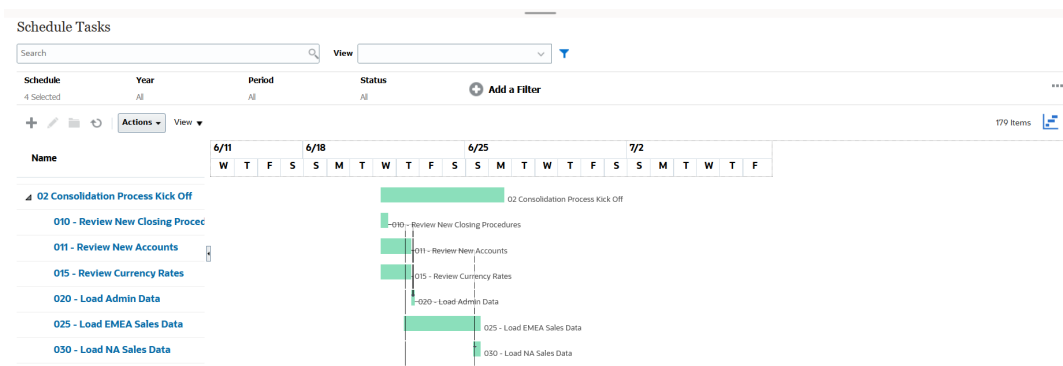 Schedule Tasks
Search View
Schedule Year Period Status
4 Selected All All All
Add a Filter
Actions View 179 Items
Name
6/11 6/18 6/25 7/2
W T F S S M T W T F S S M T W T F S S M T W T F
02 Consolidation Process Kick Off 02 Consolidation Process Kick Off
010 - Review New Closing Proced 010 - Review New Closing Procedures
011 - Review New Accounts 011 - Review New Accounts
015 - Review Currency Rates 015 - Review Currency Rates
020 - Load Admin Data 020 - Load Admin Data
025 - Load EMEA Sales Data 025 - Load EMEA Sales Data
030 - Load NA Sales Data 030 - Load NA Sales Data